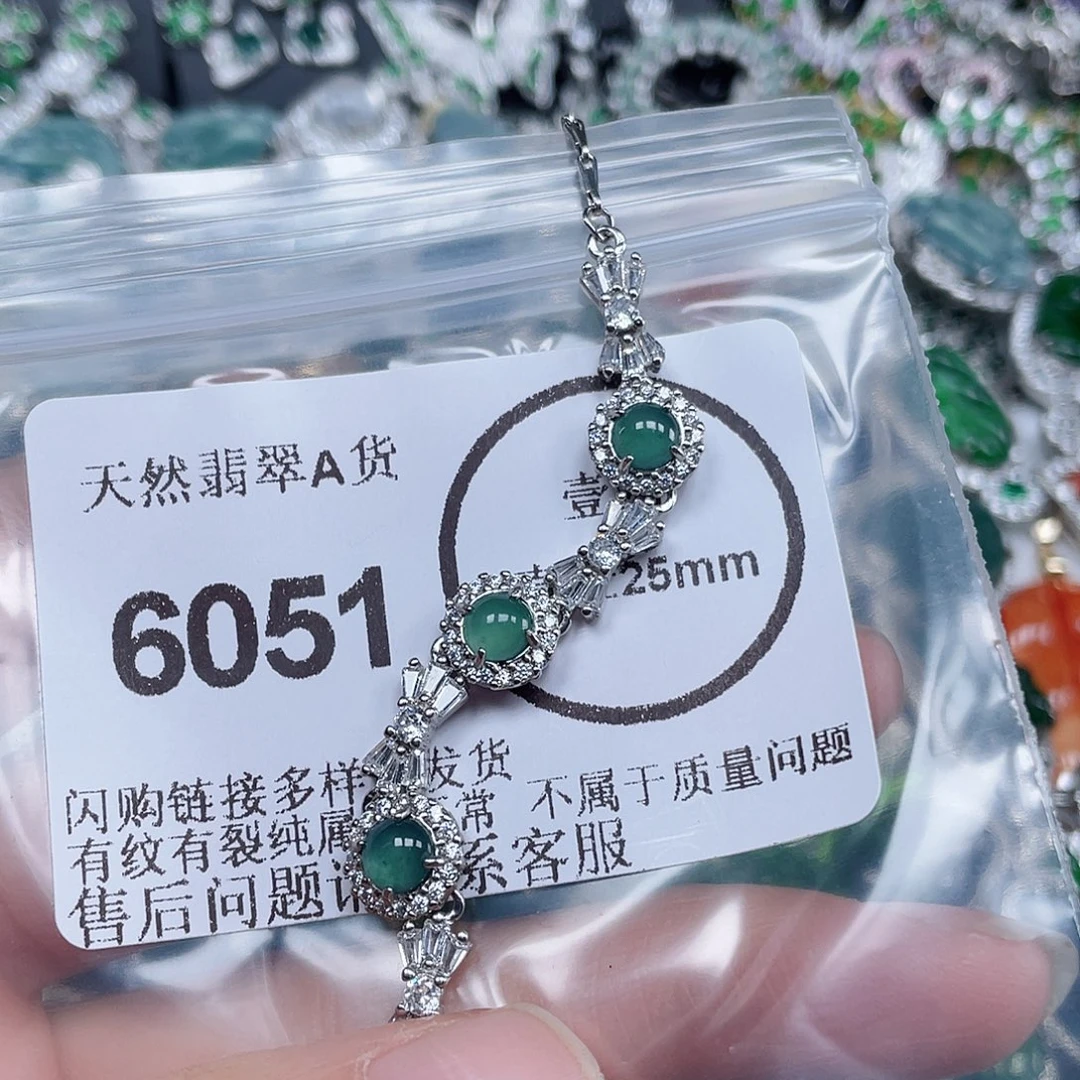 天然翡翠A货
6051
壹
25mm
闪购链接多样 发货
有纹有裂纯属 常 不属于质量问题
售后问题 系客服